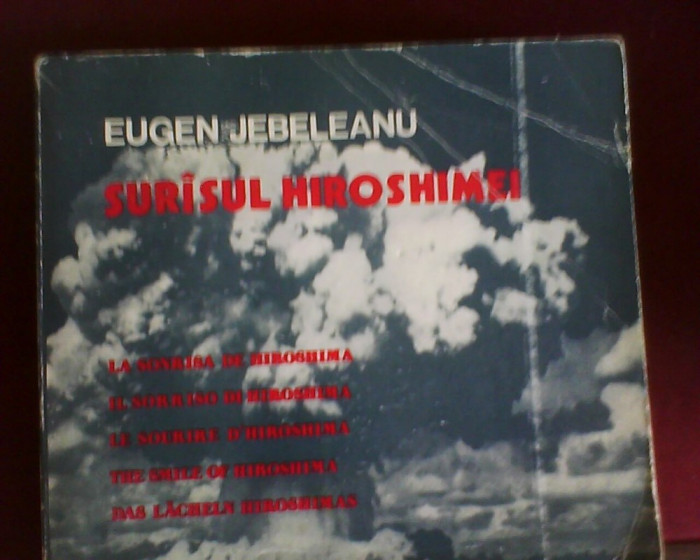 EUGEN JEBELEANU
SURÎSUL HIROSHIMEI
LA SONRISA DE HIROSHIMA
IL SORRISO DI HIROSHIMA
LE SOURIRE D'HIROSHIMA
THE SMILE OF HIROSHIMA
DAS LÄCHELN HIROSHIMAS